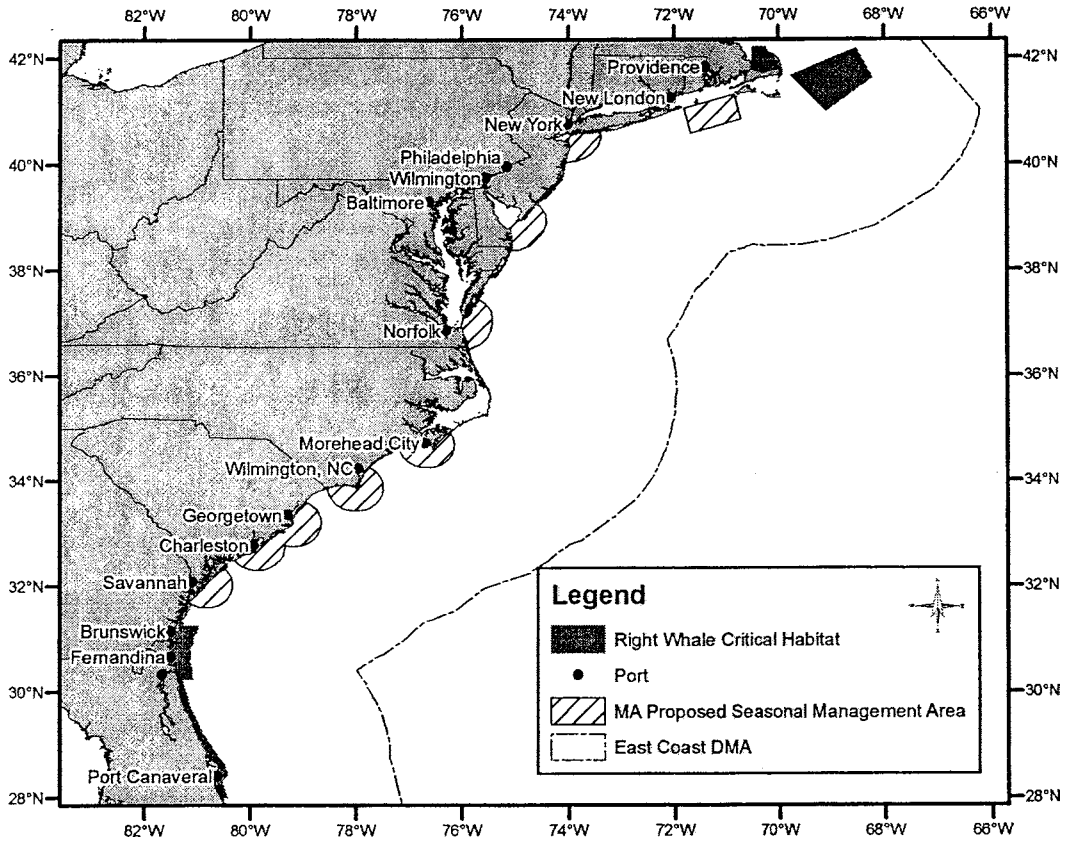 82°W 80°W 78°W 76°W 74°W 72°W 70°W 68°W 66°W
42°N 42°N
Providence
New London
New York
40°N 40°N
Philadelphia
Wilmington
Baltimore
38°N 38°N
Norfolk
36°N 36°N
Morehead City
Wilmington, NC
34°N 34°N
Georgetown
Charleston
32°N 32°N
Savannah
Brunswick
Fernandina
30°N 30°N
Port Canaveral
28°N 28°N
Legend
Right Whale Critical Habitat
Port
MA Proposed Seasonal Management Area
East Coast DMA
82°W 80°W 78°W 76°W 74°W 72°W 70°W 68°W 66°W